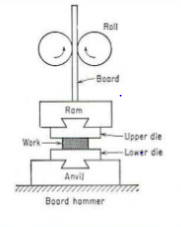 Roll
Board
Ram
Upper die
Work
Lower die
Anvil
Board hammer